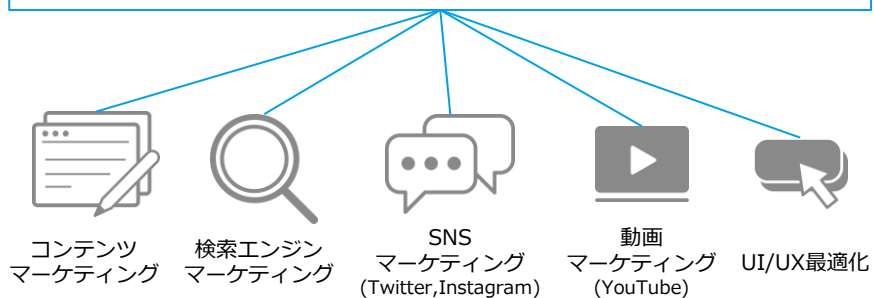 コンテンツ
マーケティング
検索エンジン
マーケティング
SNS
マーケティング
(Twitter,Instagram)
動画
マーケティング
(YouTube)
UI/UX最適化